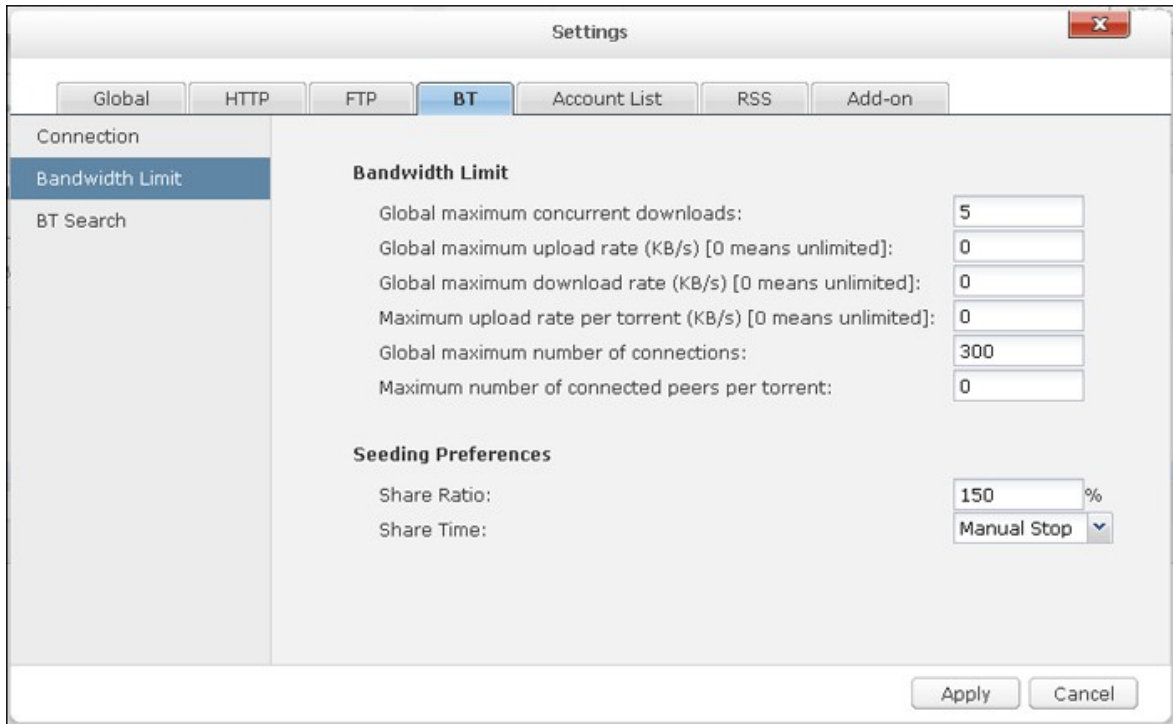 Settings
X
Global HTTP FTP BT Account List RSS Add-on
Connection
Bandwidth Limit
BT Search
Bandwidth Limit
Global maximum concurrent downloads: 5
Global maximum upload rate (KB/s) [0 means unlimited]: 0
Global maximum download rate (KB/s) [0 means unlimited]: 0
Maximum upload rate per torrent (KB/s) [0 means unlimited]: 0
Global maximum number of connections: 300
Maximum number of connected peers per torrent: 0
Seeding Preferences
Share Ratio: 150 %
Share Time: Manual Stop
Apply Cancel